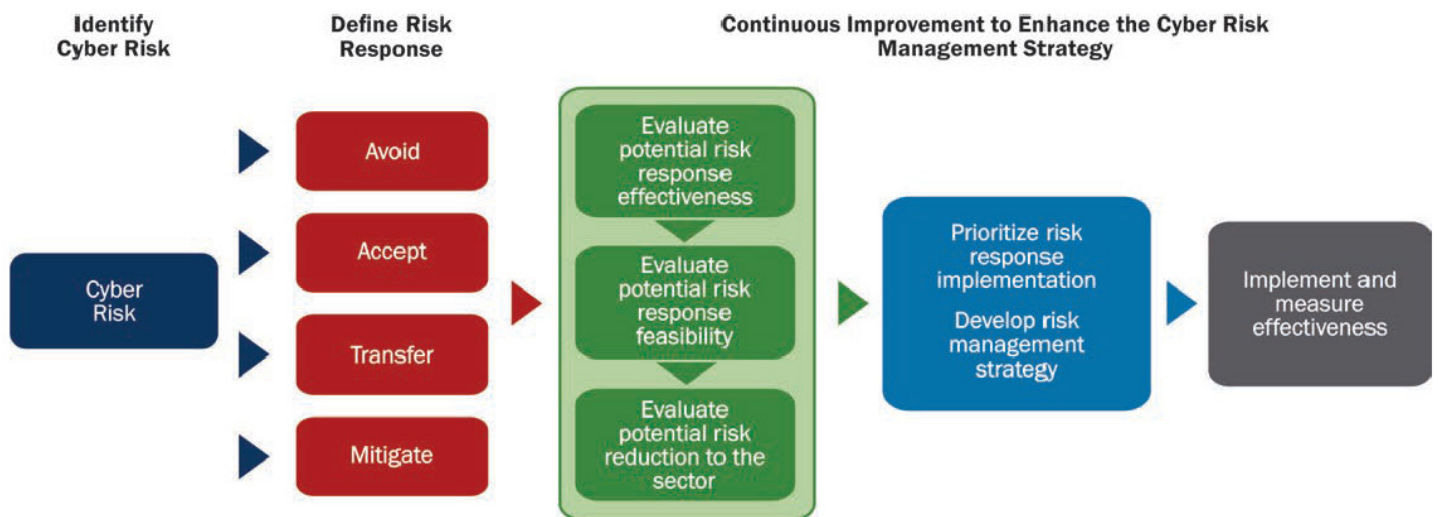 Identify
Cyber Risk
Define Risk
Response
Continuous Improvement to Enhance the Cyber Risk
Management Strategy
Cyber
Risk
Avoid
Accept
Transfer
Mitigate
Evaluate
potential risk
response
effectiveness
Evaluate
potential risk
response
feasibility
Evaluate
potential risk
reduction to the
sector
Prioritize risk
response
implementation
Develop risk
management
strategy
Implement and
measure
effectiveness